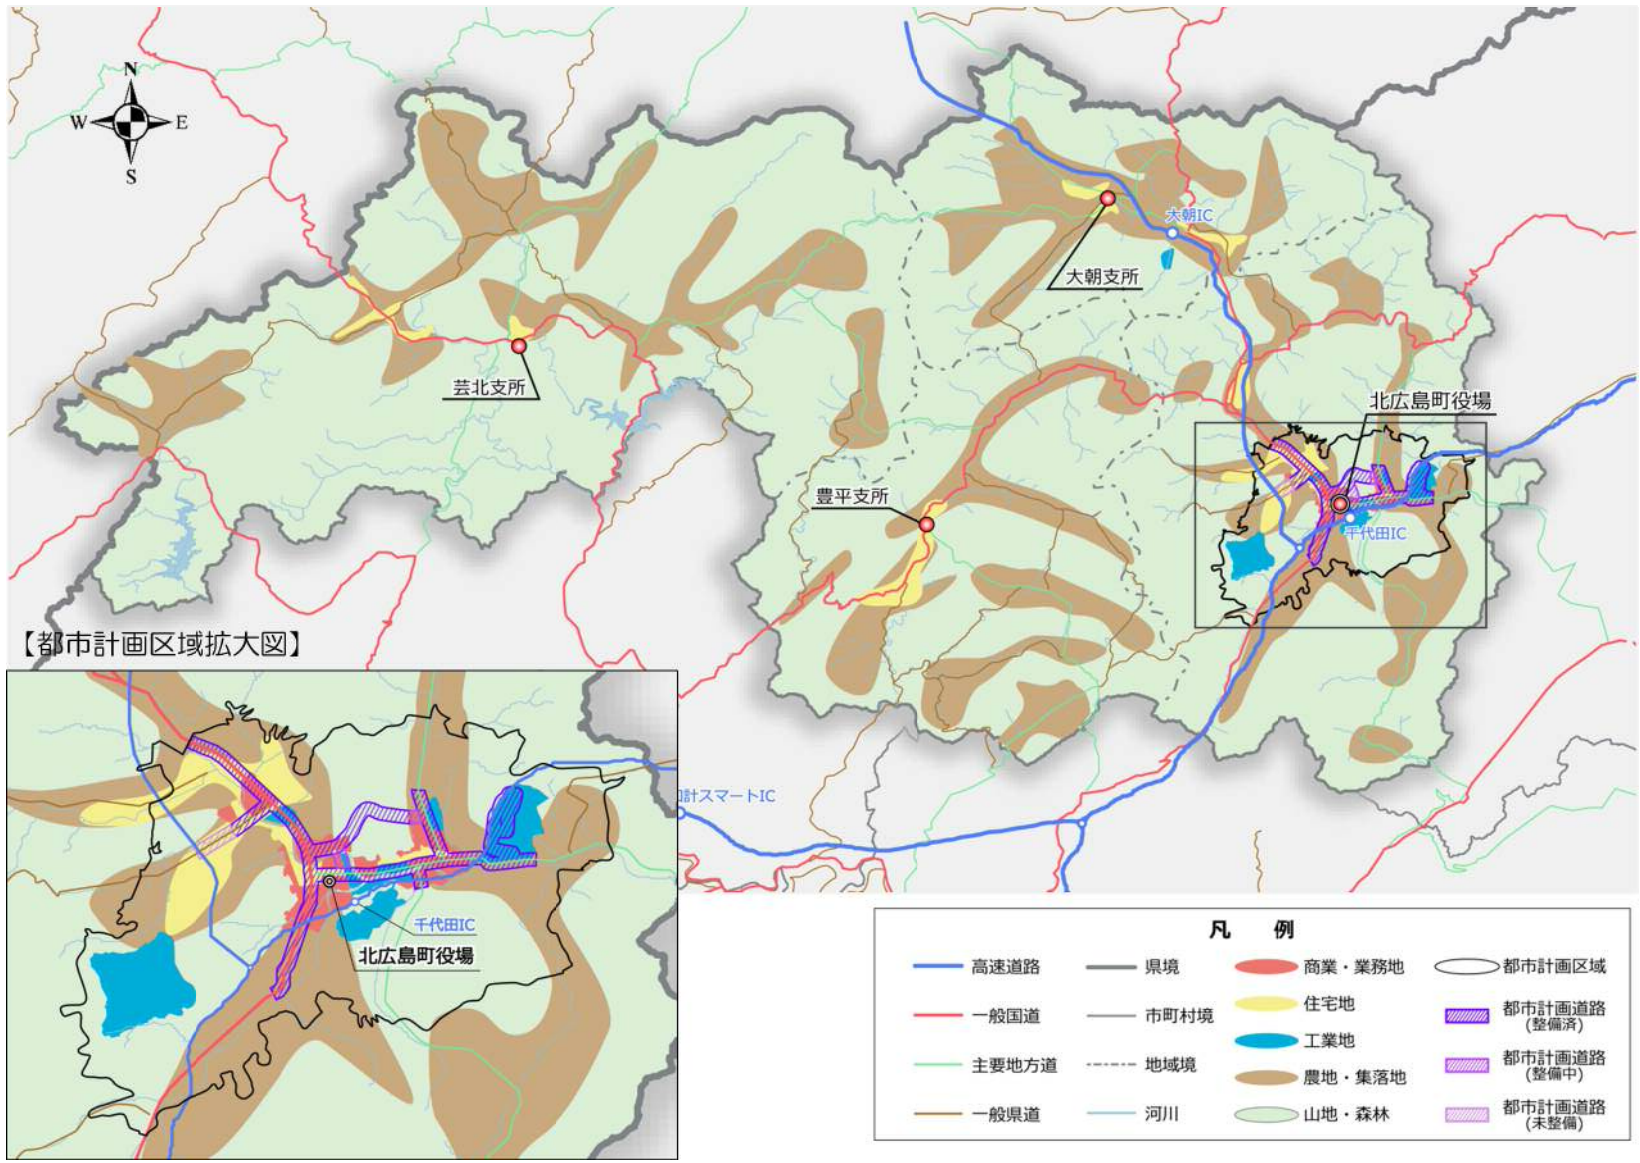 N
W
E
S
大朝IC
大朝支所
芸北支所
北広島町役場
豊平支所
千代田IC
【都市計画区域拡大図】
計スマートIC
千代田IC
北広島町役場
凡 例
高速道路
県境
商業・業務地
都市計画区域
一般国道
市町村境
住宅地
都市計画道路
(整備済)
主要地方道
地域境
工業地
都市計画道路
(整備中)
一般県道
河川
農地・集落地
山地・森林
都市計画道路
(未整備)